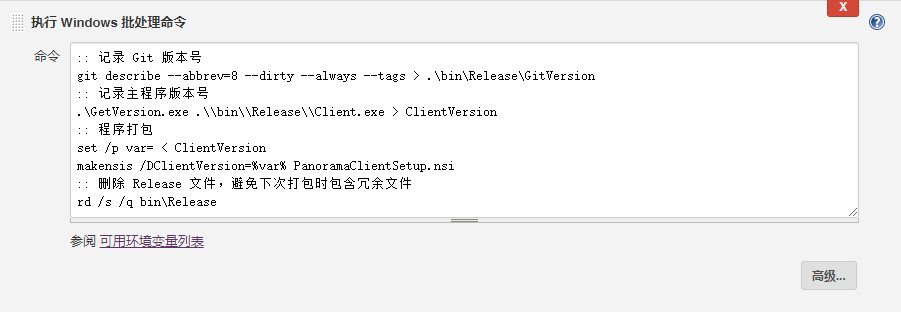 X
执行 Windows 批处理命令
命令
:: 记录 Git 版本号
git describe --abbrev=8 --dirty --always --tags > .\bin\Release\GitVersion
:: 记录主程序版本号
.\GetVersion.exe .\\bin\\Release\\Client.exe > ClientVersion
:: 程序打包
set /p var= < ClientVersion
makensis /DClientVersion=%var% PanoramaClientSetup.nsi
:: 删除 Release 文件，避免下次打包时包含冗余文件
rd /s /q bin\Release
参阅 可用环境变量列表
高级...